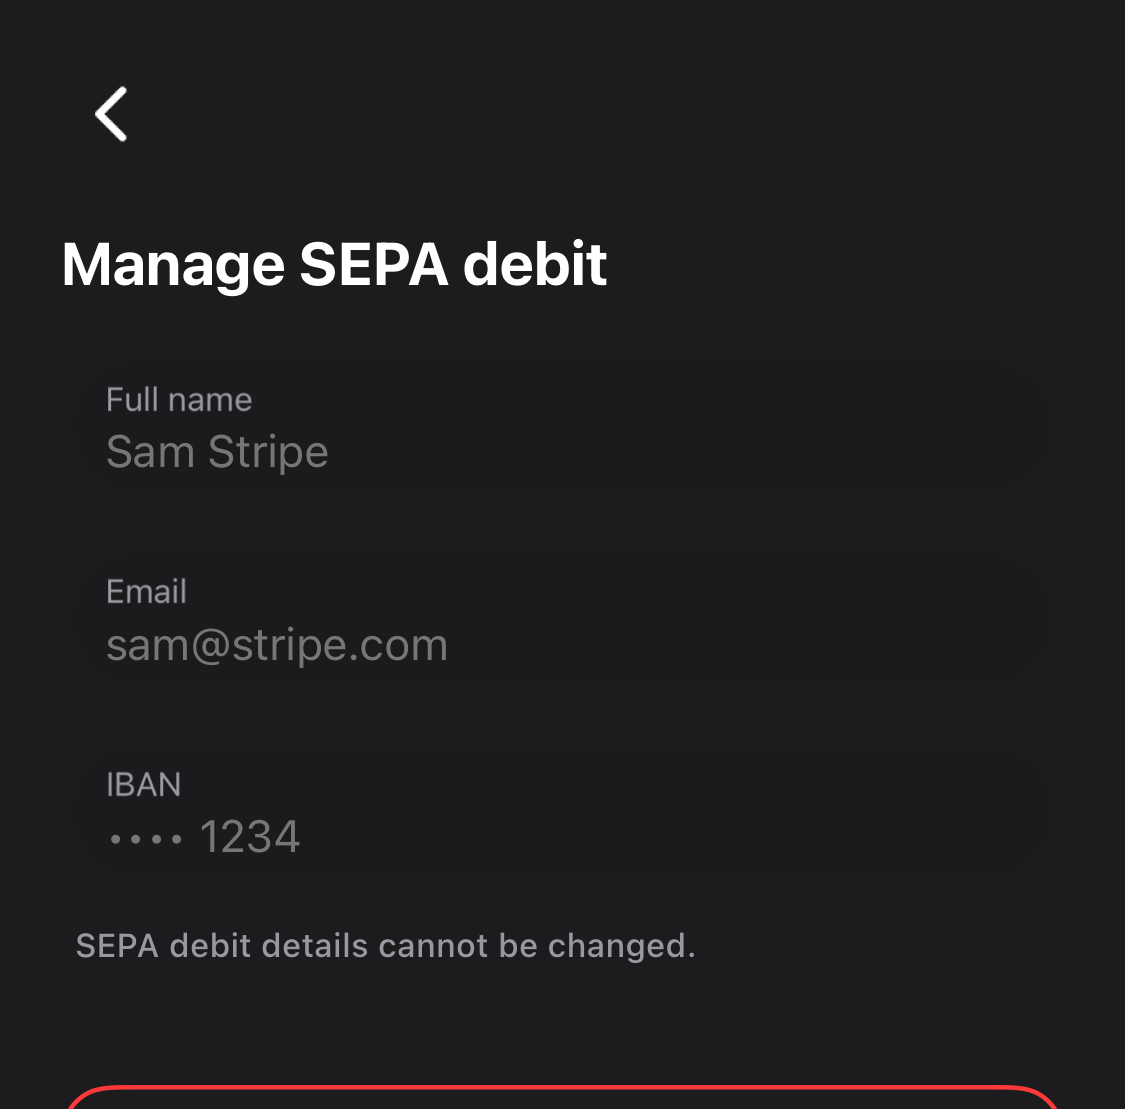 Manage SEPA debit
Full name
Sam Stripe
Email
sam@stripe.com
IBAN
•••• 1234
SEPA debit details cannot be changed.